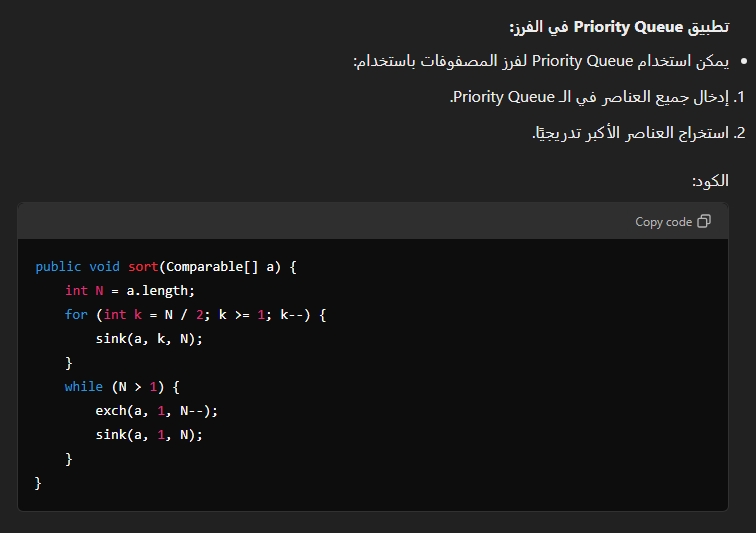 تطبيق Priority Queue في الفرز:
• يمكن استخدام Priority Queue لفرز المصفوفات باستخدام:
1. إدخال جميع العناصر في الـ Priority Queue.
2. استخراج العناصر الأكبر تدريجيًا.
الكود:
Copy code
public void sort(Comparable[] a) {
    int N = a.length;
    for (int k = N / 2; k >= 1; k--) {
        sink(a, k, N);
    }
    while (N > 1) {
        exch(a, 1, N--);
        sink(a, 1, N);
    }
}